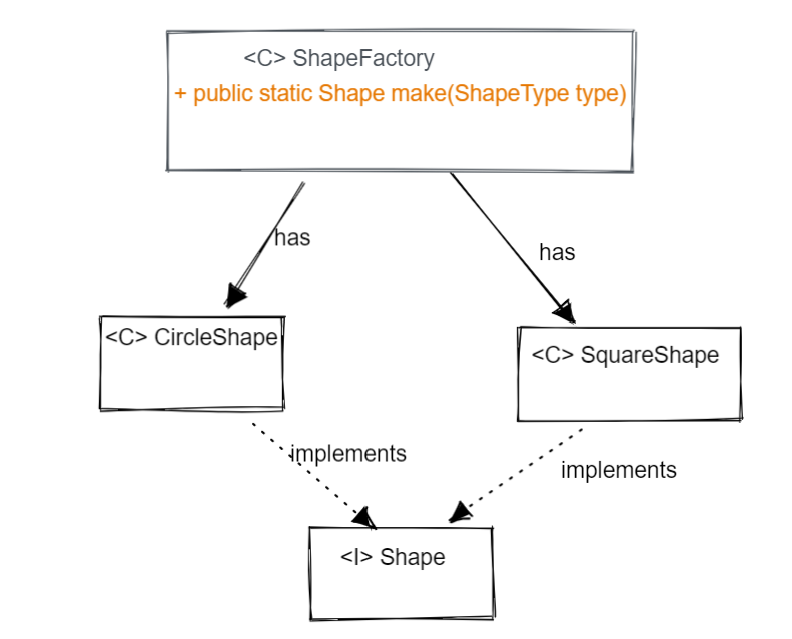 <C> ShapeFactory
+ public static Shape make(ShapeType type)
has
has
<C> CircleShape
<C> SquareShape
implements
implements
<I> Shape